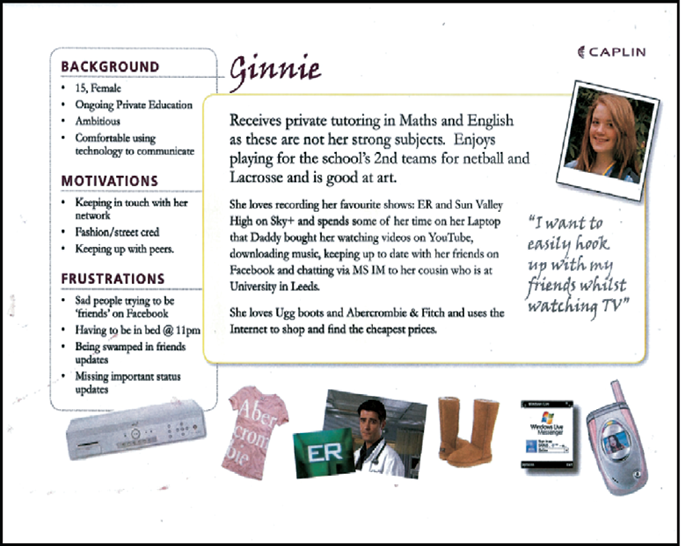 Ginnie
CAPLIN
BACKGROUND
• 15, Female
• Ongoing Private Education
• Ambitious
• Comfortable using
technology to communicate
MOTIVATIONS
• Keeping in touch with her
network
• Fashion/street cred
• Keeping up with peers.
FRUSTRATIONS
• Sad people trying to be
'friends' on Facebook
• Having to be in bed @ 11pm
• Being swamped in friends
updates
• Missing important status
updates
Receives private tutoring in Maths and English
as these are not her strong subjects. Enjoys
playing for the school's 2nd teams for netball and
Lacrosse and is good at art.
She loves recording her favourite shows: ER and Sun Valley
High on Sky+ and spends some of her time on her Laptop
that Daddy bought her watching videos on YouTube,
downloading music, keeping up to date with her friends on
Facebook and chatting via MS IM to her cousin who is at
University in Leeds.
She loves Ugg boots and Abercrombie & Fitch and uses the
Internet to shop and find the cheapest prices.
"I want to
easily hook
up with my
friends whilst
watching TV"
Aber
crom
bie
ER
Windows Live
Messenger